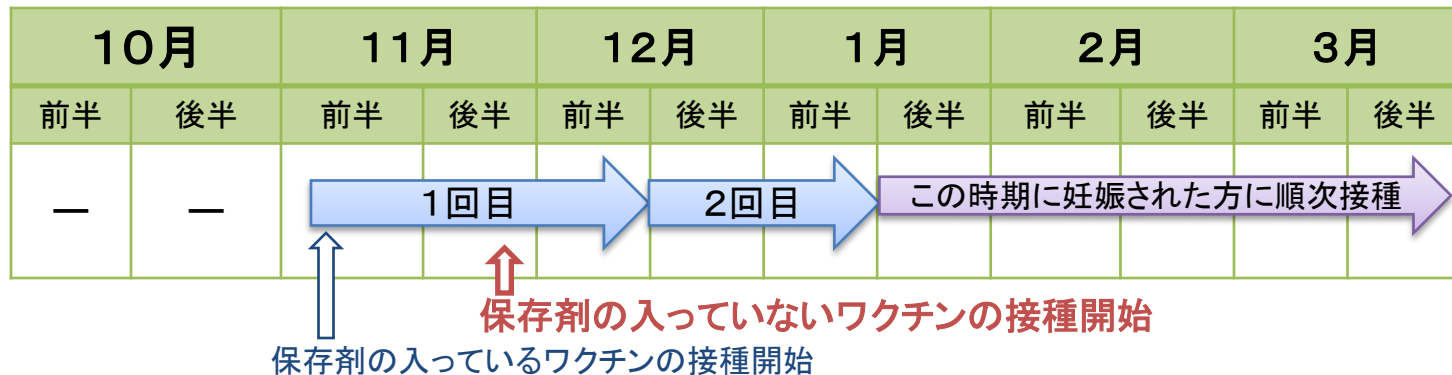 10月 11月 12月 1月 2月 3月
前半 後半 前半 後半 前半 後半 前半 後半 前半 後半 前半 後半
― ― 1回目 2回目 この時期に妊娠された方に順次接種
保存剤の入っていないワクチンの接種開始
保存剤の入っているワクチンの接種開始